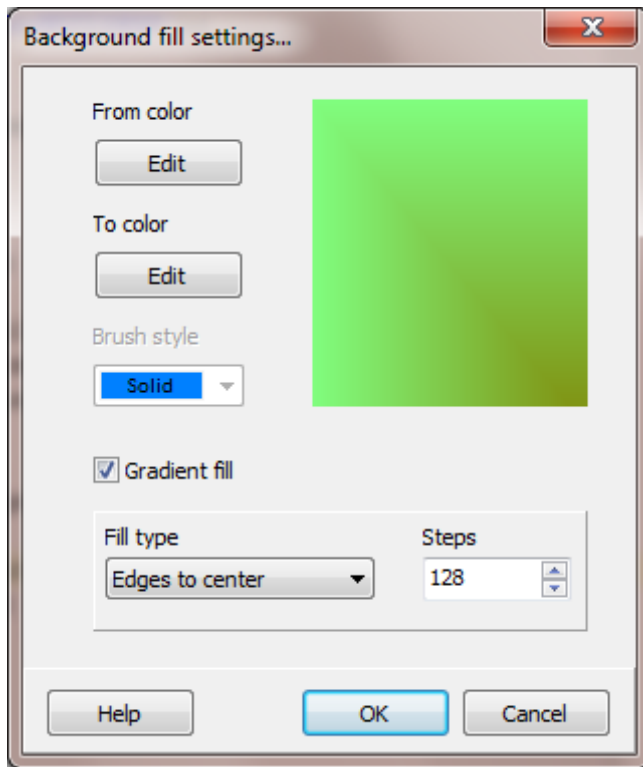 Background fill settings...
From color
Edit
To color
Edit
Brush style
Solid
Gradient fill
Fill type
Steps
Edges to center
128
Help
OK
Cancel